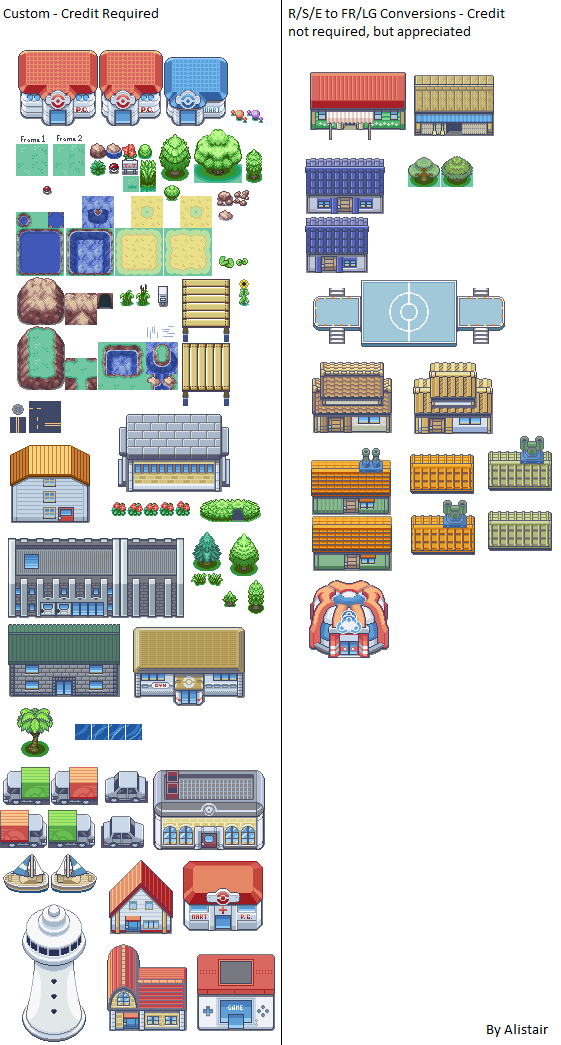 Custom - Credit Required
R/S/E to FR/LG Conversions - Credit
not required, but appreciated
P.C.
P.C.
MART
Frame 1
Frame 2
GYM
MART
P.C.
GAME
By Alistair